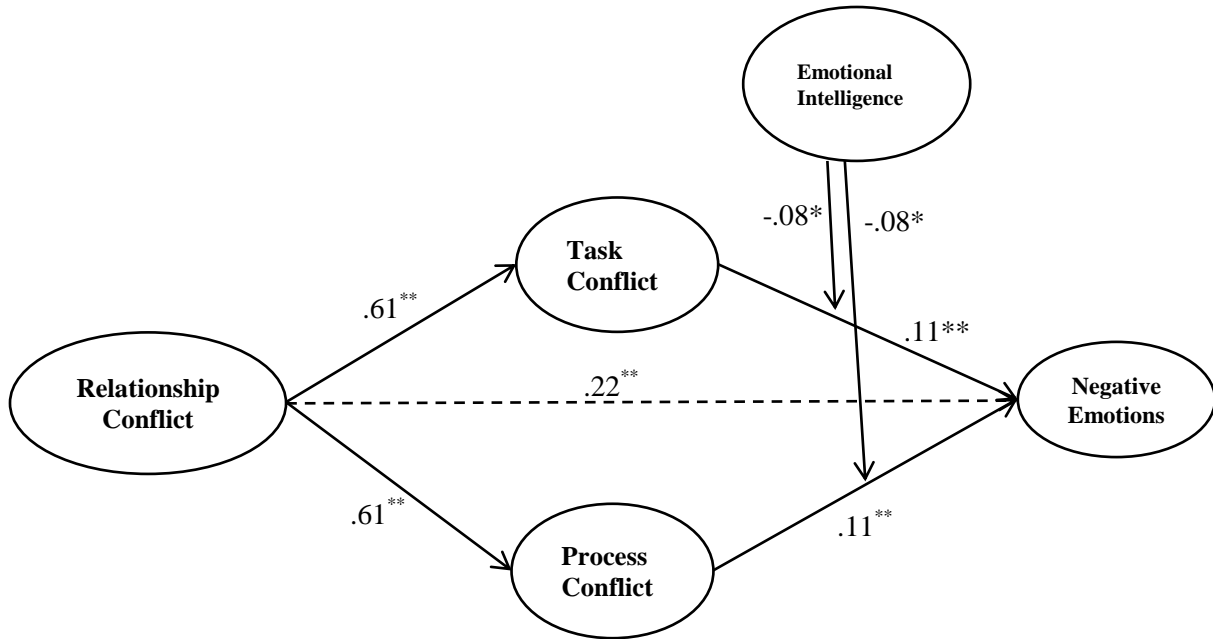 Emotional
Intelligence
-.08*
-.08*
Task
Conflict
.61**
.11**
Relationship
Conflict
.22**
Negative
Emotions
.61**
.11**
Process
Conflict